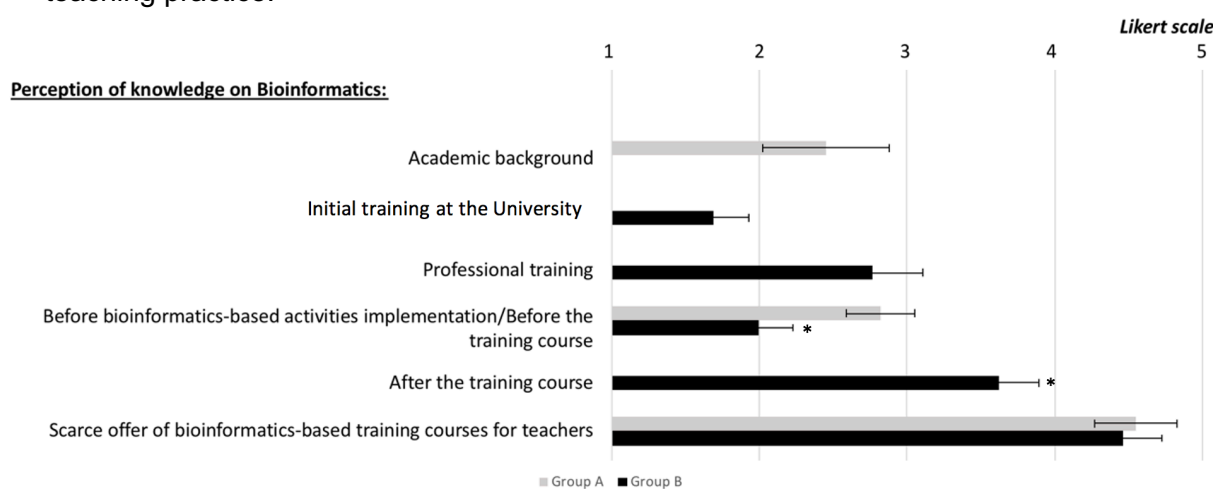 teaching practice.
Likert scale
1 2 3 4 5
Perception of knowledge on Bioinformatics:
Academic background
Initial training at the University
Professional training
Before bioinformatics-based activities implementation/Before the
training course
*
After the training course
*
Scarce offer of bioinformatics-based training courses for teachers
Group A Group B